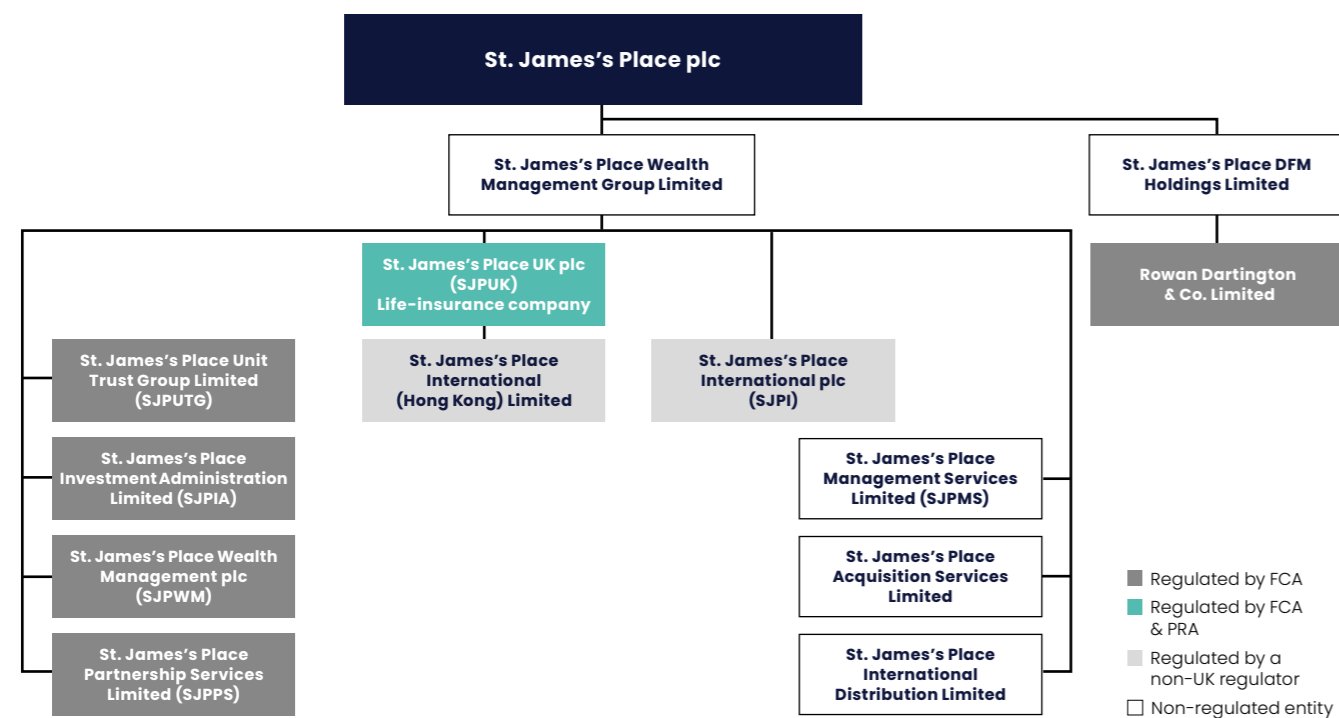 St. James’s Place plc
St. James’s Place Wealth
Management Group Limited
St. James’s Place DFM
Holdings Limited
St. James’s Place UK plc
(SJPUK)
Life-insurance company
Rowan Dartington
& Co. Limited
St. James’s Place Unit
Trust Group Limited
(SJPUTG)
St. James’s Place
International
(Hong Kong) Limited
St. James’s Place
International plc
(SJPI)
St. James’s Place
Investment Administration
Limited (SJPIA)
St. James’s Place
Management Services
Limited (SJPMS)
St. James’s Place Wealth
Management plc
(SJPWM)
St. James’s Place
Acquisition Services
Limited
St. James’s Place
Partnership Services
Limited (SJPPS)
St. James’s Place
International
Distribution Limited
Regulated by FCA
Regulated by FCA
& PRA
Regulated by a
non-UK regulator
Non-regulated entity